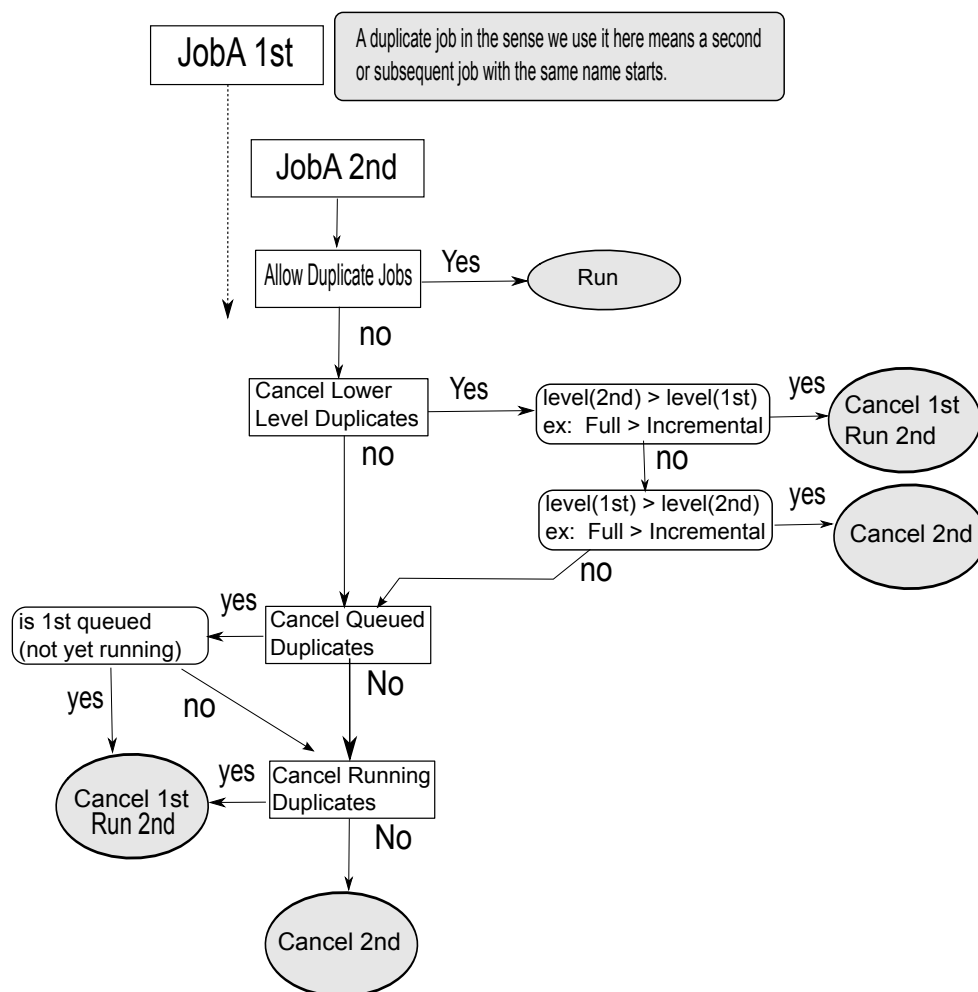 JobA 1st
A duplicate job in the sense we use it here means a second
or subsequent job with the same name starts.
JobA 2nd
Allow Duplicate Jobs
Yes
Run
no
Cancel Lower
Level Duplicates
Yes
level(2nd) > level(1st)
ex: Full > Incremental
yes
Cancel 1st
Run 2nd
no
no
level(1st) > level(2nd)
ex: Full > Incremental
yes
Cancel 2nd
no
is 1st queued
(not yet running)
yes
Cancel Queued
Duplicates
yes
no
No
Cancel 1st
Run 2nd
yes
Cancel Running
Duplicates
No
Cancel 2nd